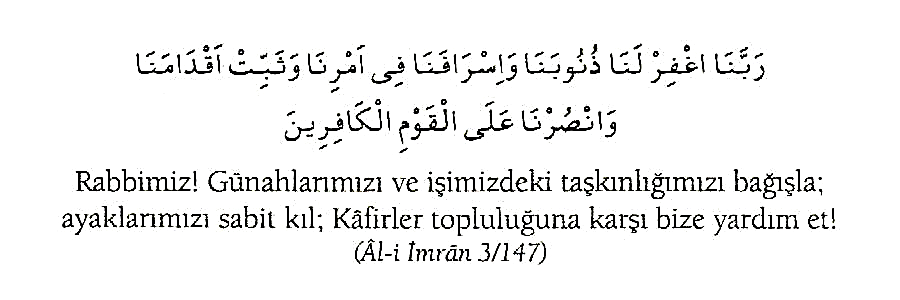 رَبَّنَا اغْفِرْ لَنَا ذُنُوبَنَا وَاِسْرَافَنَا فِى اَمْرِنَا وَثَبِّتْ اَقْدَامَنَا
وَانْصُرْنَا عَلَى الْقَوْمِ الْكَافِرِينَ
Rabbimiz! Günahlarımızı ve işimizdeki taşkınlığımızı bağışla;
ayaklarımızı sabit kıl; Kâfirler topluluğuna karşı bize yardım et!
(Âl-i İmrān 3/147)